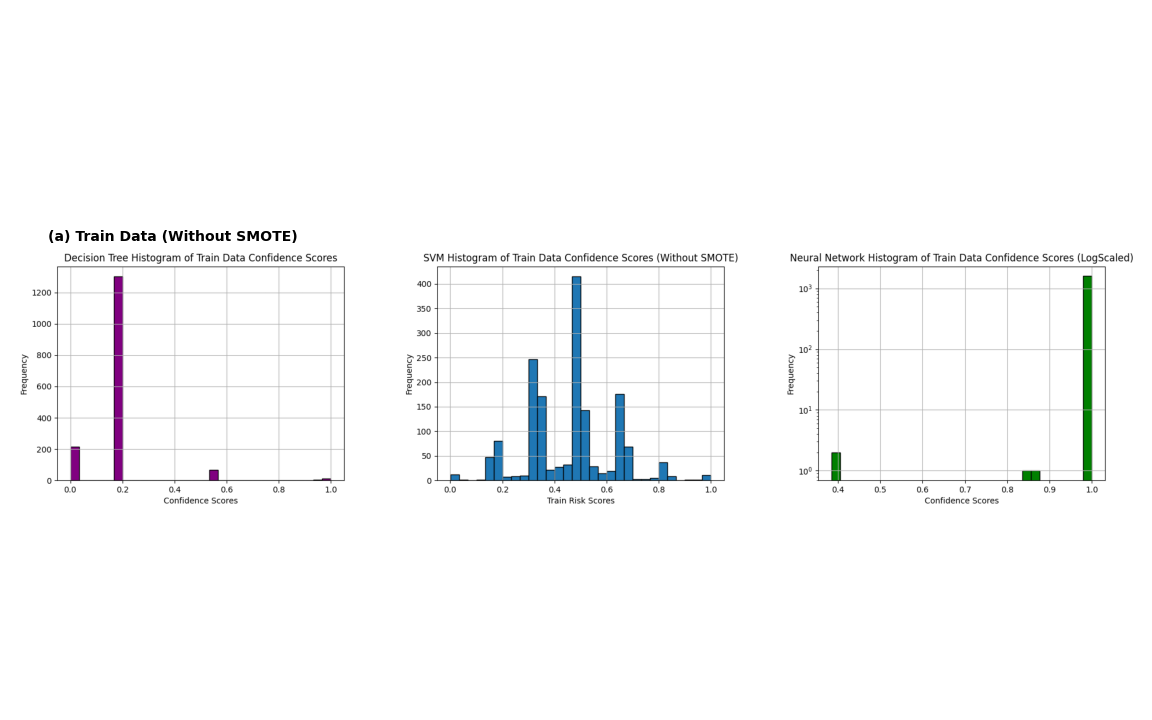 (a) Train Data (Without SMOTE)
Decision Tree Histogram of Train Data Confidence Scores
Frequency
1200
1000
800
600
400
200
0
0.0 0.2 0.4 0.6 0.8 1.0
Confidence Scores
SVM Histogram of Train Data Confidence Scores (Without SMOTE)
Frequency
400
350
300
250
200
150
100
50
0
0.0 0.2 0.4 0.6 0.8 1.0
Train Risk Scores
Neural Network Histogram of Train Data Confidence Scores (LogScaled)
Frequency
10³
10²
10¹
10⁰
0.4 0.5 0.6 0.7 0.8 0.9 1.0
Confidence Scores